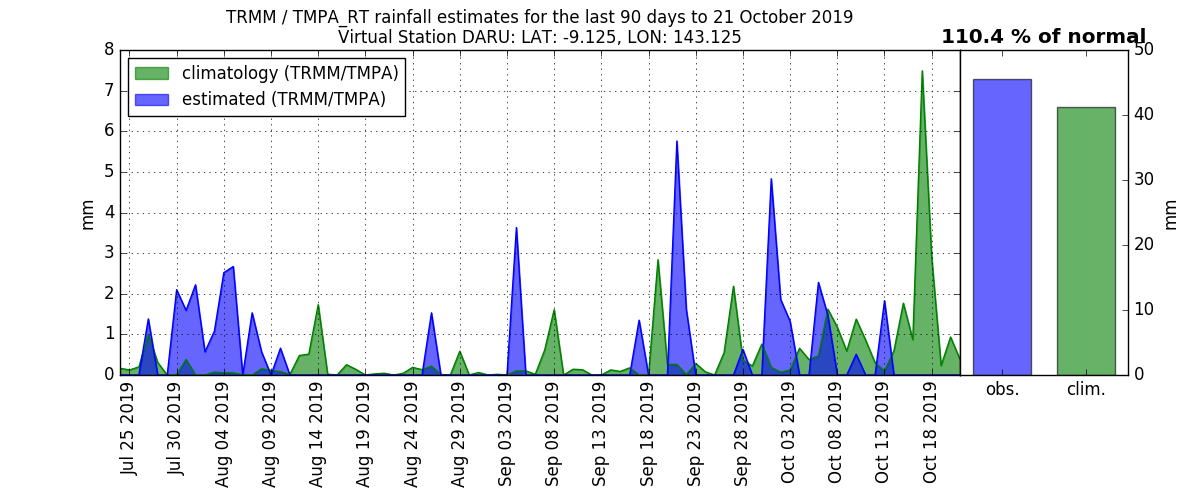 TRMM / TMPA_RT rainfall estimates for the last 90 days to 21 October 2019
Virtual Station DARU: LAT: -9.125, LON: 143.125
110.4 % of normal
climatology (TRMM/TMPA)
estimated (TRMM/TMPA)
8
7
6
5
4
3
2
1
0
mm
Jul 25 2019
Jul 30 2019
Aug 04 2019
Aug 09 2019
Aug 14 2019
Aug 19 2019
Aug 24 2019
Aug 29 2019
Sep 03 2019
Sep 08 2019
Sep 13 2019
Sep 18 2019
Sep 23 2019
Sep 28 2019
Oct 03 2019
Oct 08 2019
Oct 13 2019
Oct 18 2019
50
40
30
20
10
0
mm
obs.
clim.